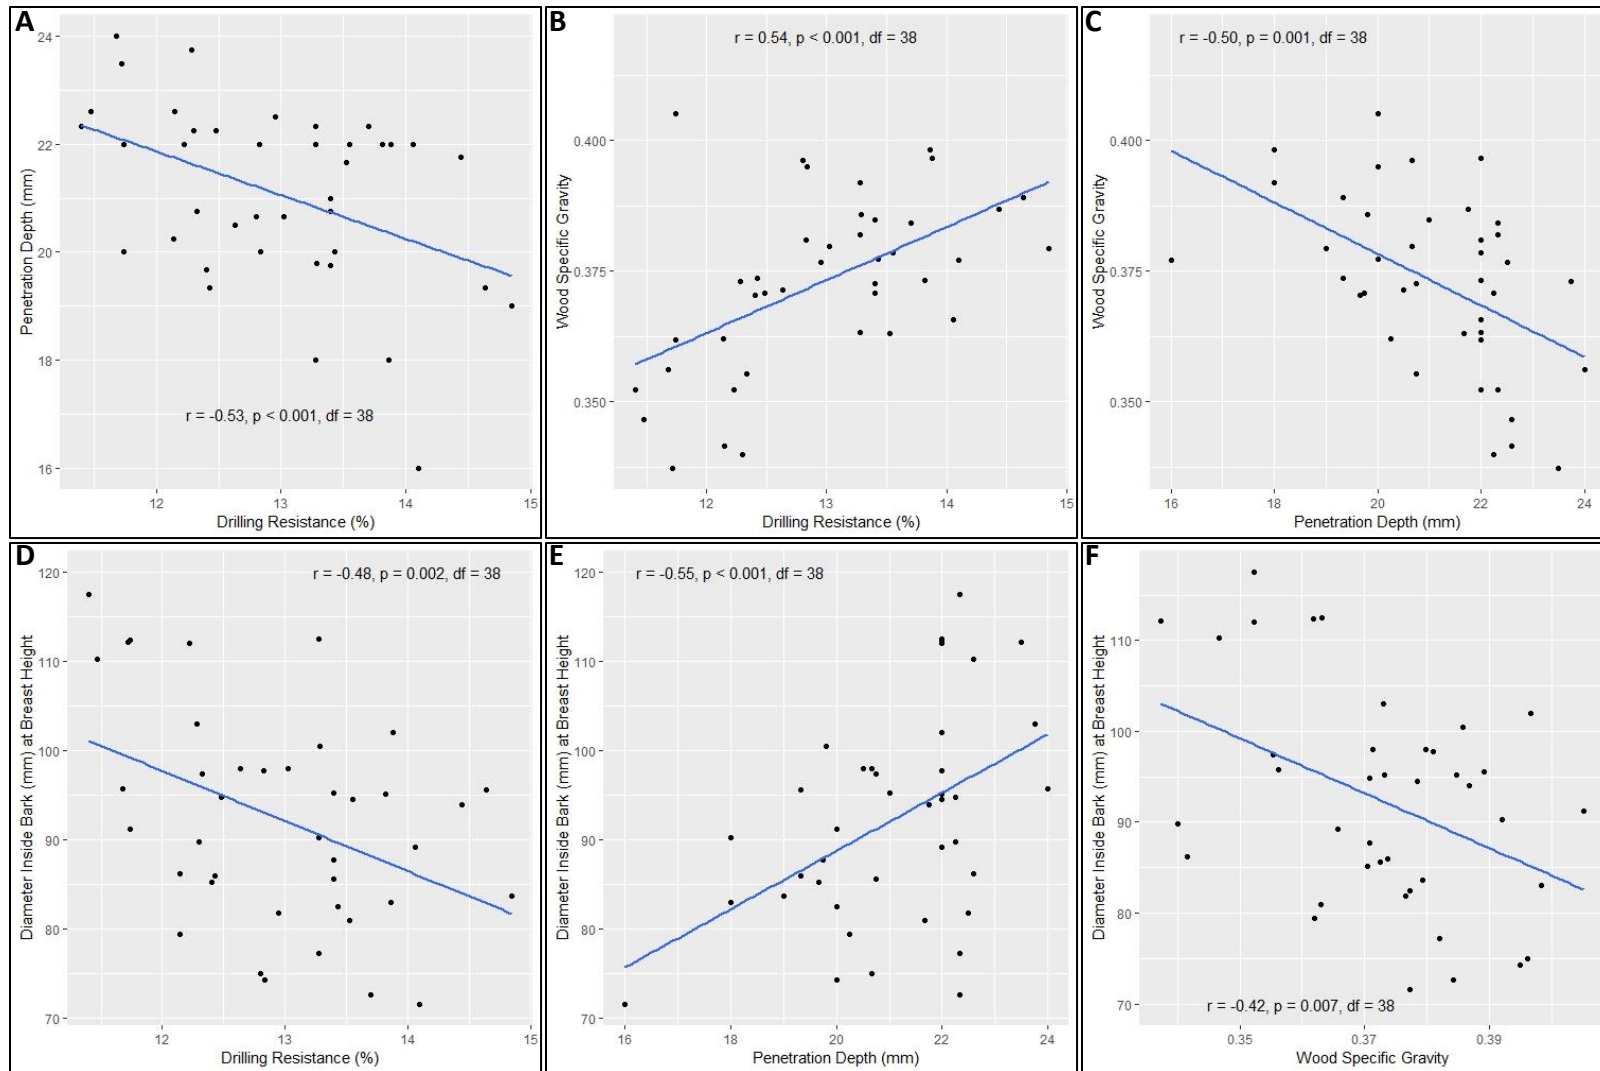 A
24
22
20
18
16
Penetration Depth (mm)
r = -0.53, p < 0.001, df = 38
12
13
14
15
Drilling Resistance (%)
B
r = 0.54, p < 0.001, df = 38
0.400
0.375
0.350
Wood Specific Gravity
12
13
14
15
Drilling Resistance (%)
C
r = -0.50, p = 0.001, df = 38
0.400
0.375
0.350
Wood Specific Gravity
16
18
20
22
24
Penetration Depth (mm)
D
r = -0.48, p = 0.002, df = 38
120
110
100
90
80
70
Diameter Inside Bark (mm) at Breast Height
12
13
14
15
Drilling Resistance (%)
E
r = -0.55, p < 0.001, df = 38
120
110
100
90
80
70
Diameter Inside Bark (mm) at Breast Height
16
18
20
22
24
Penetration Depth (mm)
F
110
100
90
80
70
Diameter Inside Bark (mm) at Breast Height
r = -0.42, p = 0.007, df = 38
0.35
0.37
0.39
Wood Specific Gravity